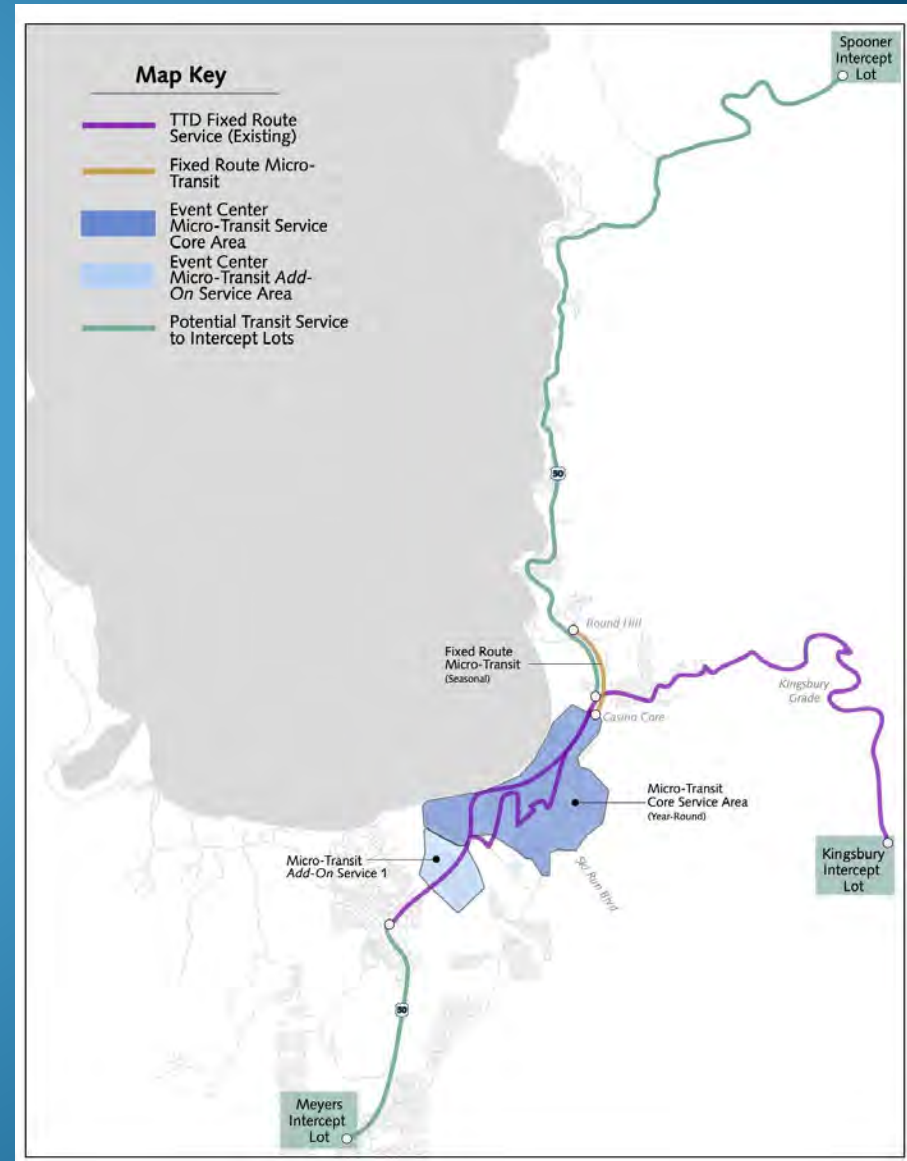 Map Key
TTD Fixed Route
Service (Existing)
Fixed Route Micro-
Transit
Event Center
Micro-Transit Service
Core Area
Event Center
Micro-Transit Add-
On Service Area
Potential Transit Service
to Intercept Lots
Spooner
Intercept
Lot
50
Round Hill
Fixed Route
Micro-Transit
(Seasonal)
Kingsbury
Grade
Casino Core
Micro-Transit
Core Service Area
(Year-Round)
Micro-Transit
Add-On Service 1
Ski Run Blvd
Kingsbury
Intercept
Lot
50
Meyers
Intercept
Lot